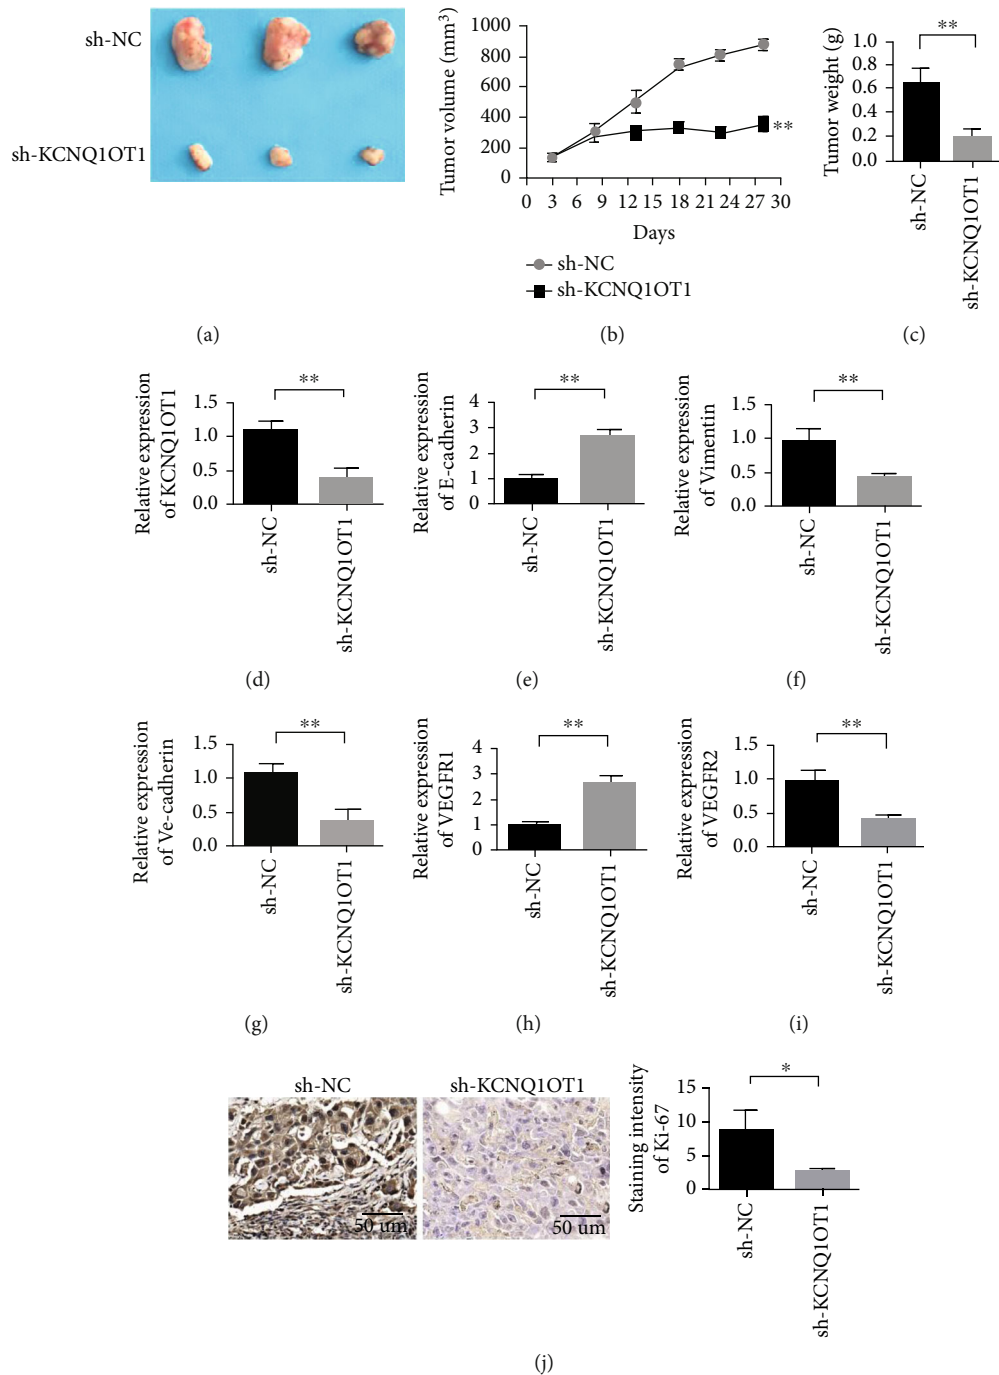 sh-NC
sh-KCNQ1OT1
(a)
Tumor volume (mm³)
1000
800
600
400
200
0
0 3 6 9 12 15 18 21 24 27 30
Days
**
sh-NC
sh-KCNQ1OT1
(b)
Tumor weight (g)
1.0
0.8
0.6
0.4
0.2
0.0
**
sh-NC
sh-KCNQ1OT1
(c)
Relative expression
of KCNQ1OT1
1.5
1.0
0.5
0.0
**
sh-NC
sh-KCNQ1OT1
(d)
Relative expression
of E-cadherin
4
3
2
1
0
**
sh-NC
sh-KCNQ1OT1
(e)
Relative expression
of Vimentin
1.5
1.0
0.5
0.0
**
sh-NC
sh-KCNQ1OT1
(f)
Relative expression
of Ve-cadherin
1.5
1.0
0.5
0.0
**
sh-NC
sh-KCNQ1OT1
(g)
Relative expression
of VEGFR1
4
3
2
1
0
**
sh-NC
sh-KCNQ1OT1
(h)
Relative expression
of VEGFR2
1.5
1.0
0.5
0.0
**
sh-NC
sh-KCNQ1OT1
(i)
sh-NC
50 um
sh-KCNQ1OT1
50 um
Staining intensity
of Ki-67
15
10
5
0
*
sh-NC
sh-KCNQ1OT1
(j)